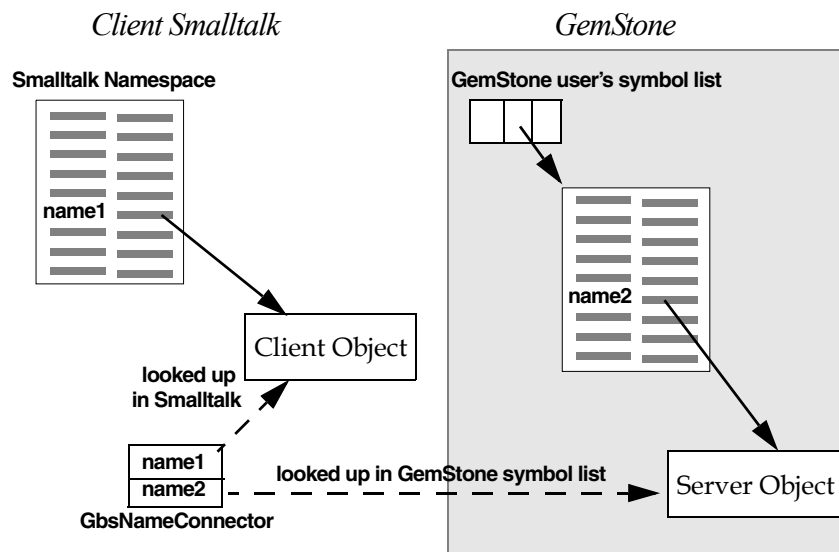 Client Smalltalk
GemStone
Smalltalk Namespace
GemStone user's symbol list
name1
name2
Client Object
looked up
in Smalltalk
name1
name2
looked up in GemStone symbol list
Server Object
GbsNameConnector